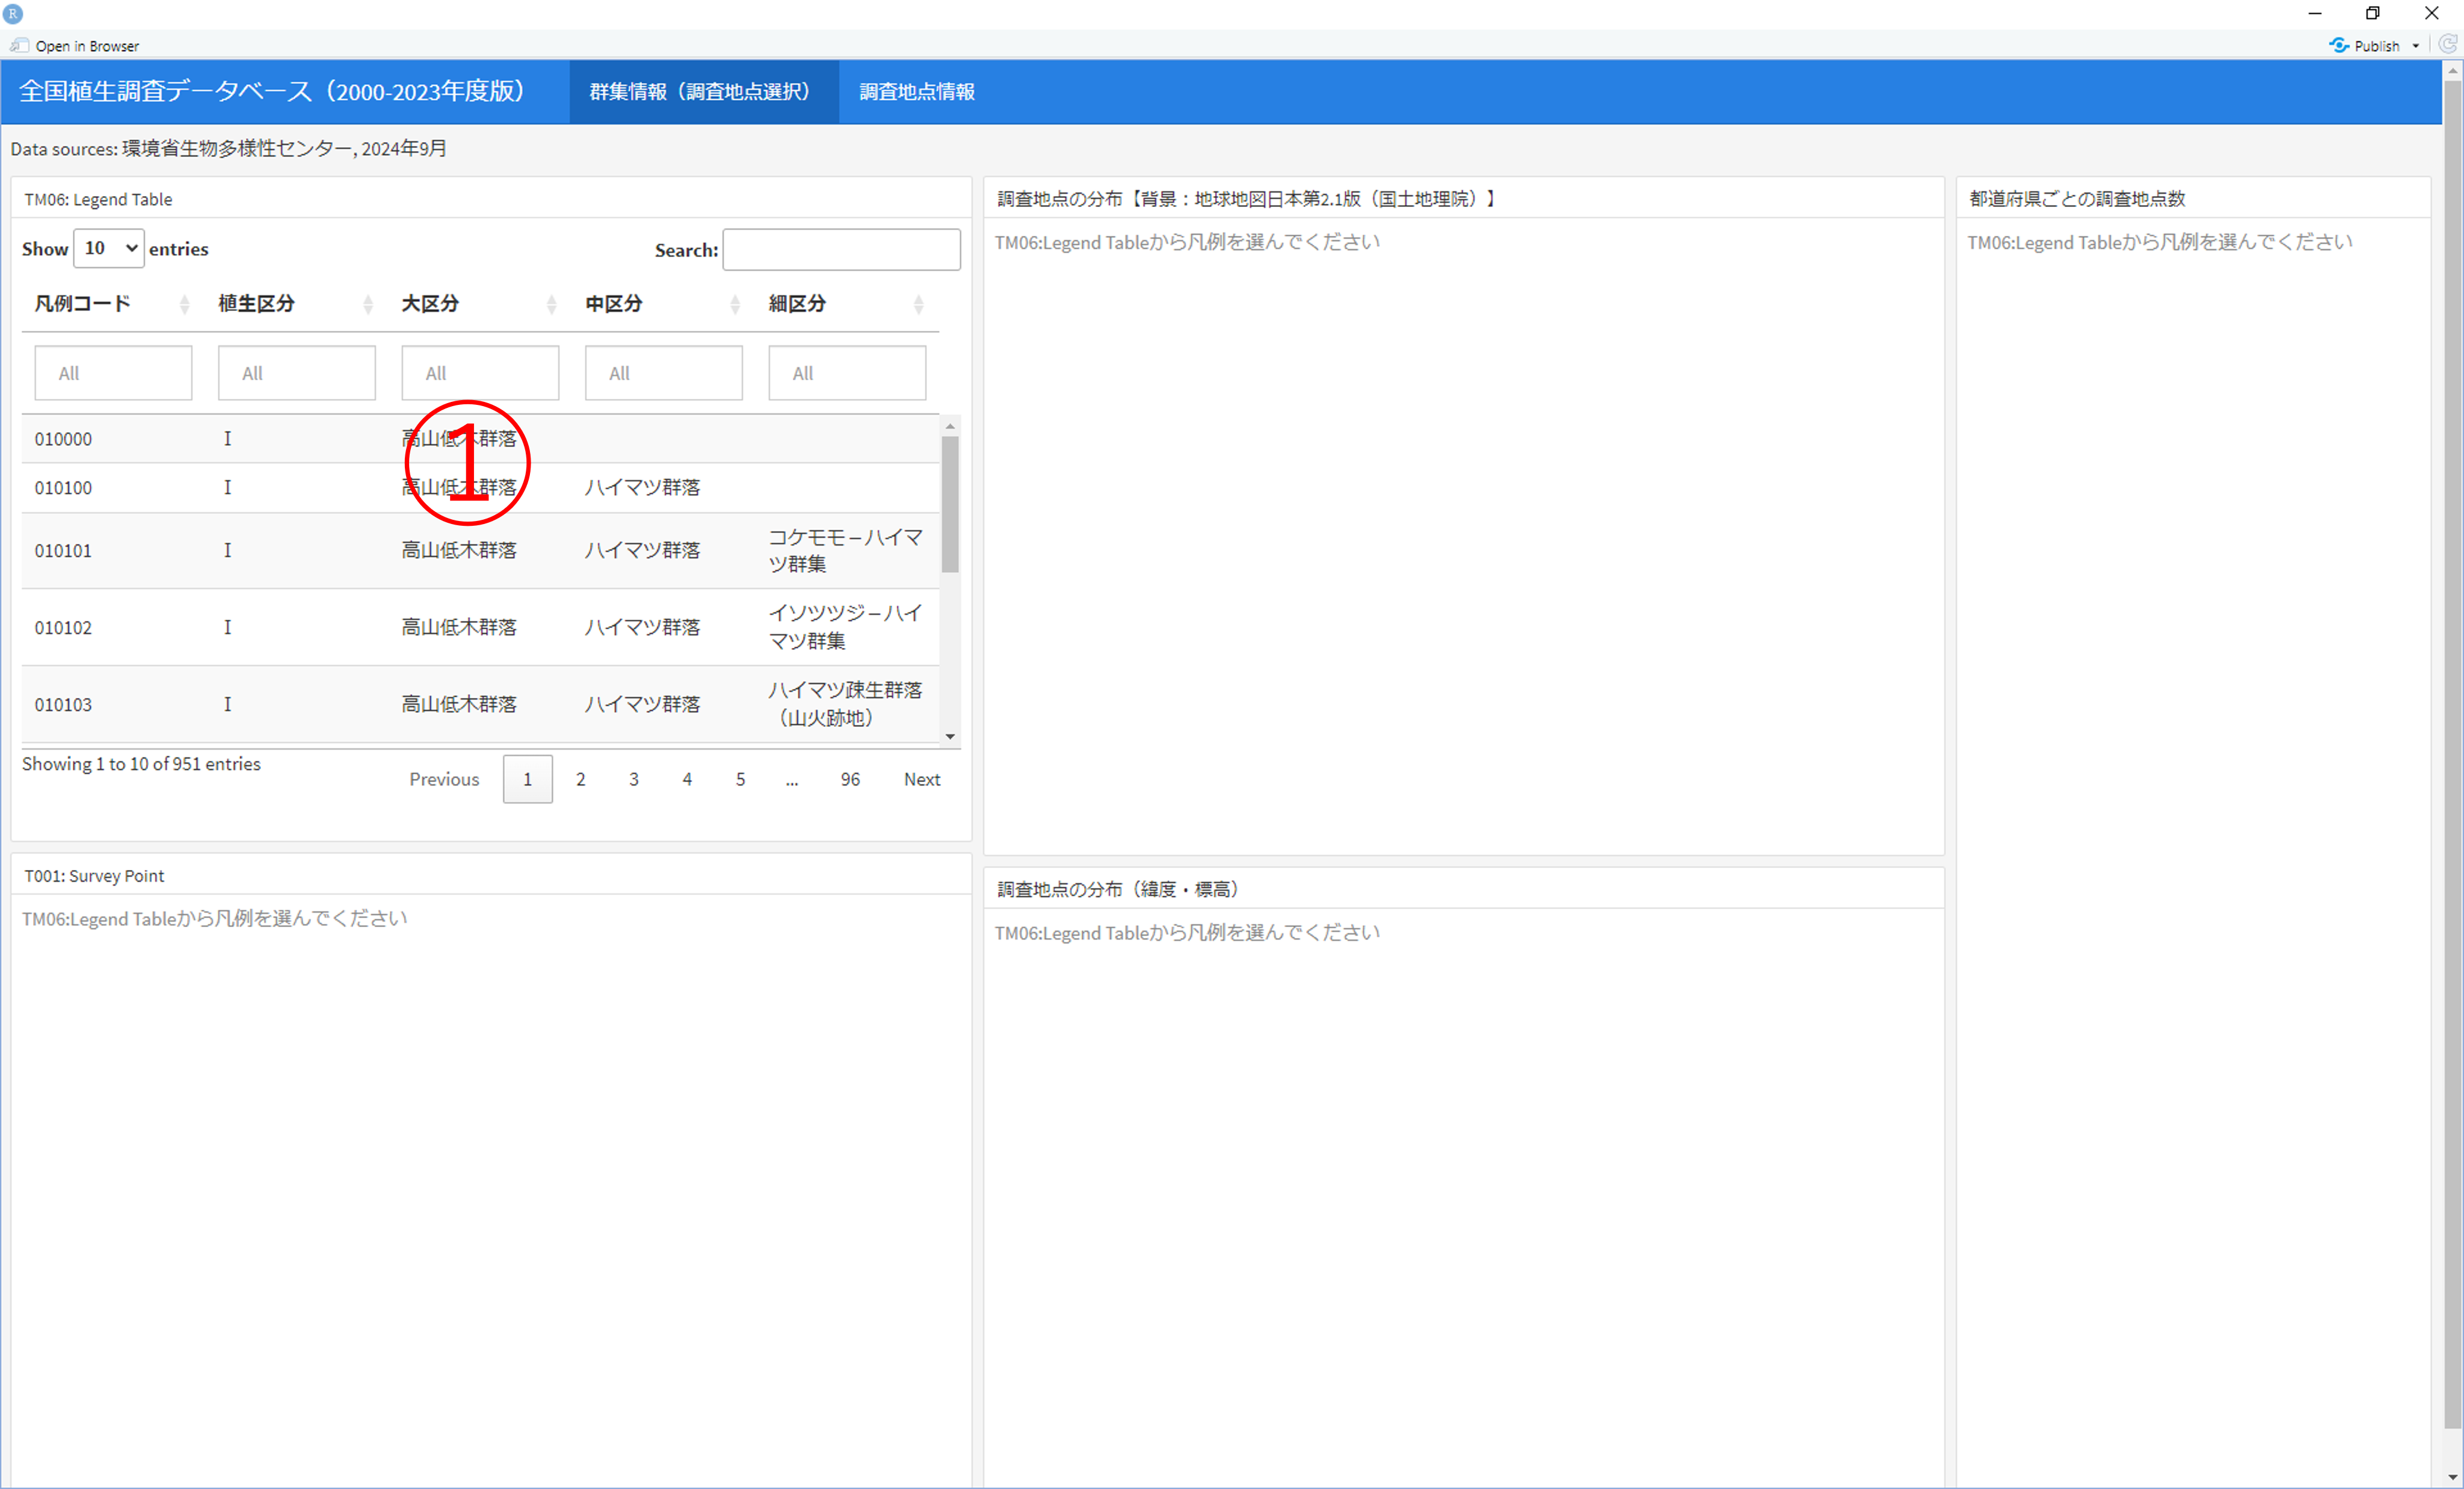 R
Open in Browser
Publish
全国植生調査データベース（2000-2023年度版）
群集情報（調査地点選択）
調査地点情報
Data sources: 環境省生物多様性センター, 2024年9月
TM06: Legend Table
Show 10 entries
Search:
凡例コード 植生区分 大区分 中区分 細区分
All All All All All
010000 I 高山低木群落
①
010100 I 高山低木群落 ハイマツ群落
010101 I 高山低木群落 ハイマツ群落 コケモモ－ハイマ
ツ群集
010102 I 高山低木群落 ハイマツ群落 イソツツジ－ハイ
マツ群集
010103 I 高山低木群落 ハイマツ群落 ハイマツ疎生群落
（山火跡地）
Showing 1 to 10 of 951 entries
Previous 1 2 3 4 5 ... 96 Next
調査地点の分布【背景：地球地図日本第2.1版（国土地理院）】
TM06:Legend Tableから凡例を選んでください
都道府県ごとの調査地点数
TM06:Legend Tableから凡例を選んでください
T001: Survey Point
TM06:Legend Tableから凡例を選んでください
調査地点の分布（緯度・標高）
TM06:Legend Tableから凡例を選んでください